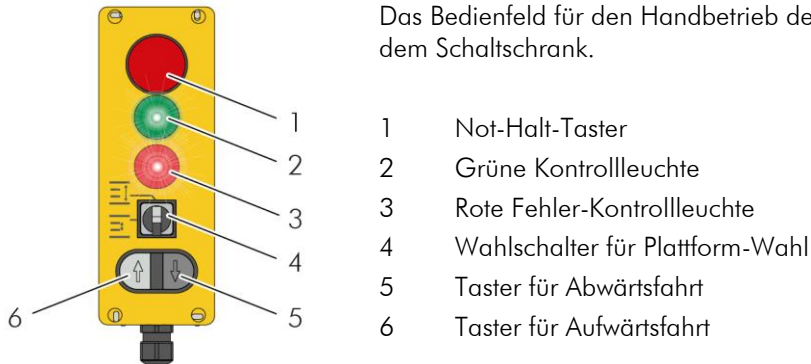 Das Bedienfeld für den Handbetrieb
dem Schaltschrank.
1 Not-Halt-Taster
2 Grüne Kontrollleuchte
3 Rote Fehler-Kontrollleuchte
4 Wahlschalter für Plattform-Wahl
5 Taster für Abwärtsfahrt
6 Taster für Aufwärtsfahrt
1
2
3
4
6 5